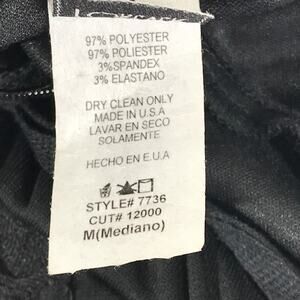 97% POLYESTER
97% POLIESTER
3%SPANDEX
3% ELASTANO
DRY CLEAN ONLY
MADE IN U.S.A
LAVAR EN SECO
SOLAMENTE
HECHO EN E.U.A
STYLE# 7736
CUT# 12000
M(Mediano)